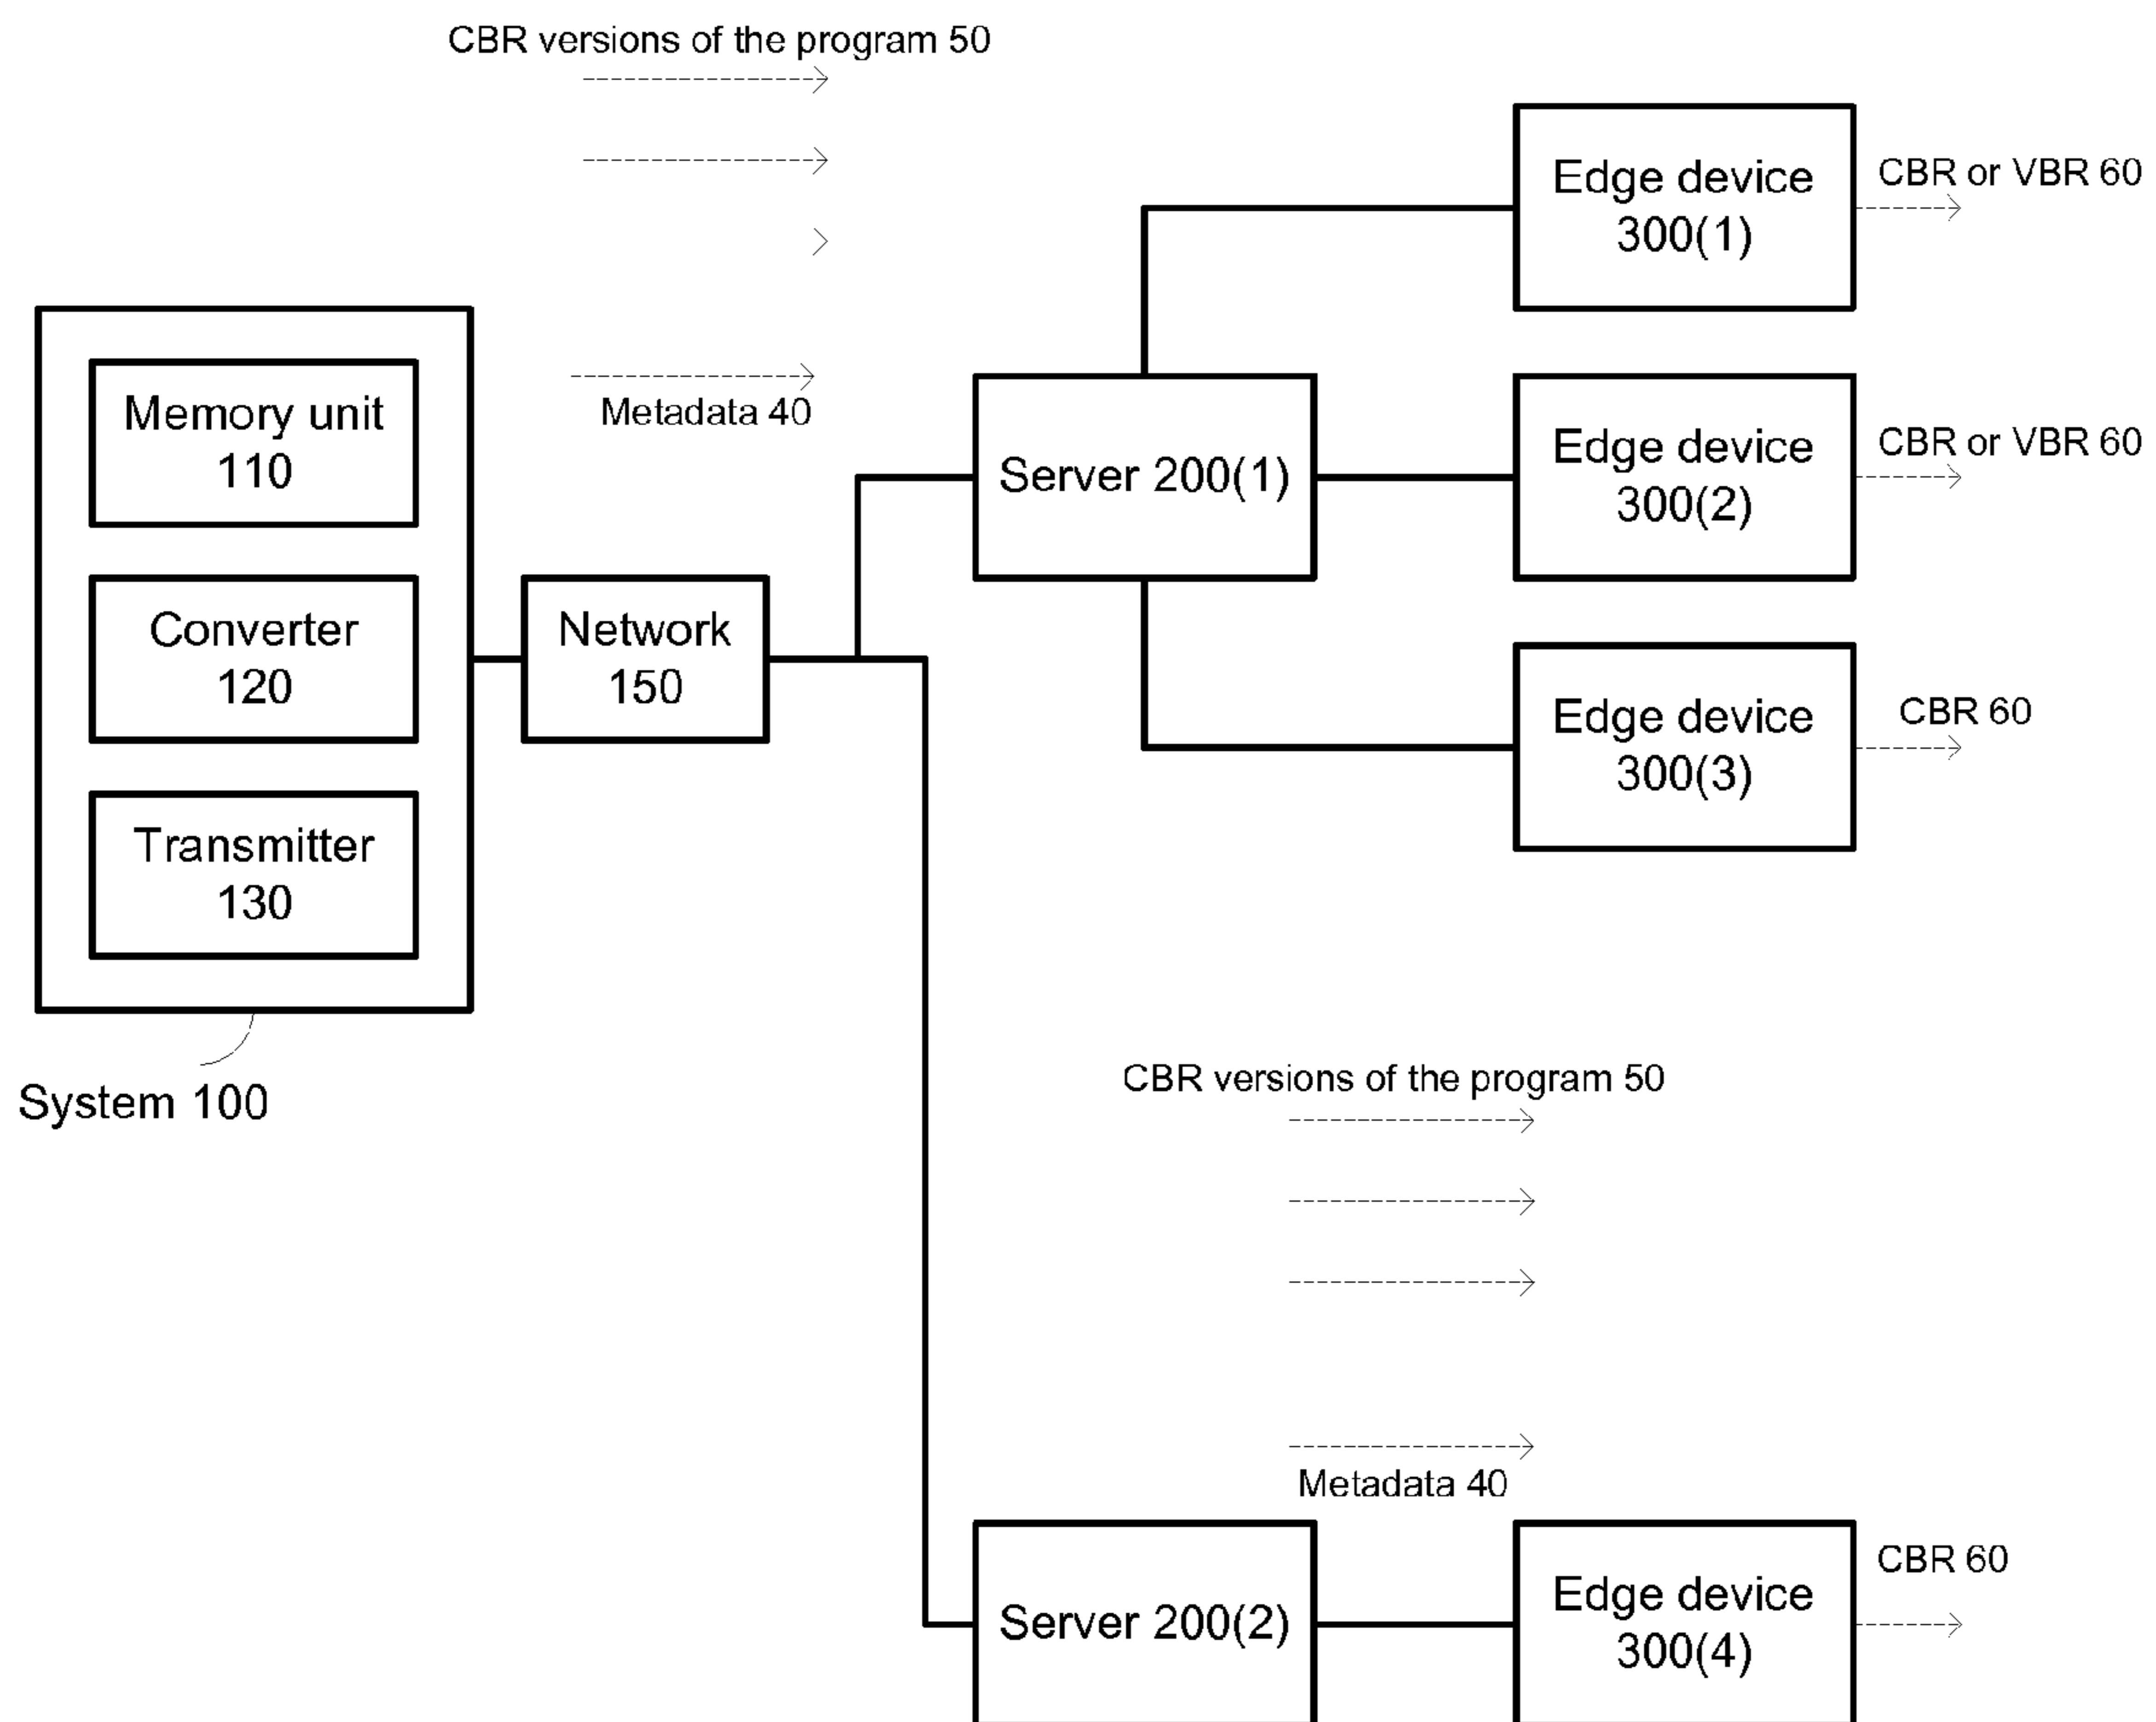 CBR versions of the program 50
Edge device
300(1)
CBR or VBR 60
Memory unit
110
Metadata 40
Server 200(1)
Edge device
300(2)
CBR or VBR 60
Converter
120
Network
150
Edge device
300(3)
CBR 60
Transmitter
130
System 100
CBR versions of the program 50
Metadata 40
Server 200(2)
Edge device
300(4)
CBR 60